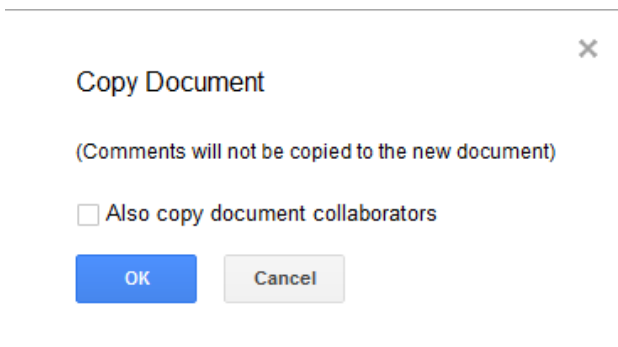 Copy Document
(Comments will not be copied to the new document)
Also copy document collaborators
OK Cancel